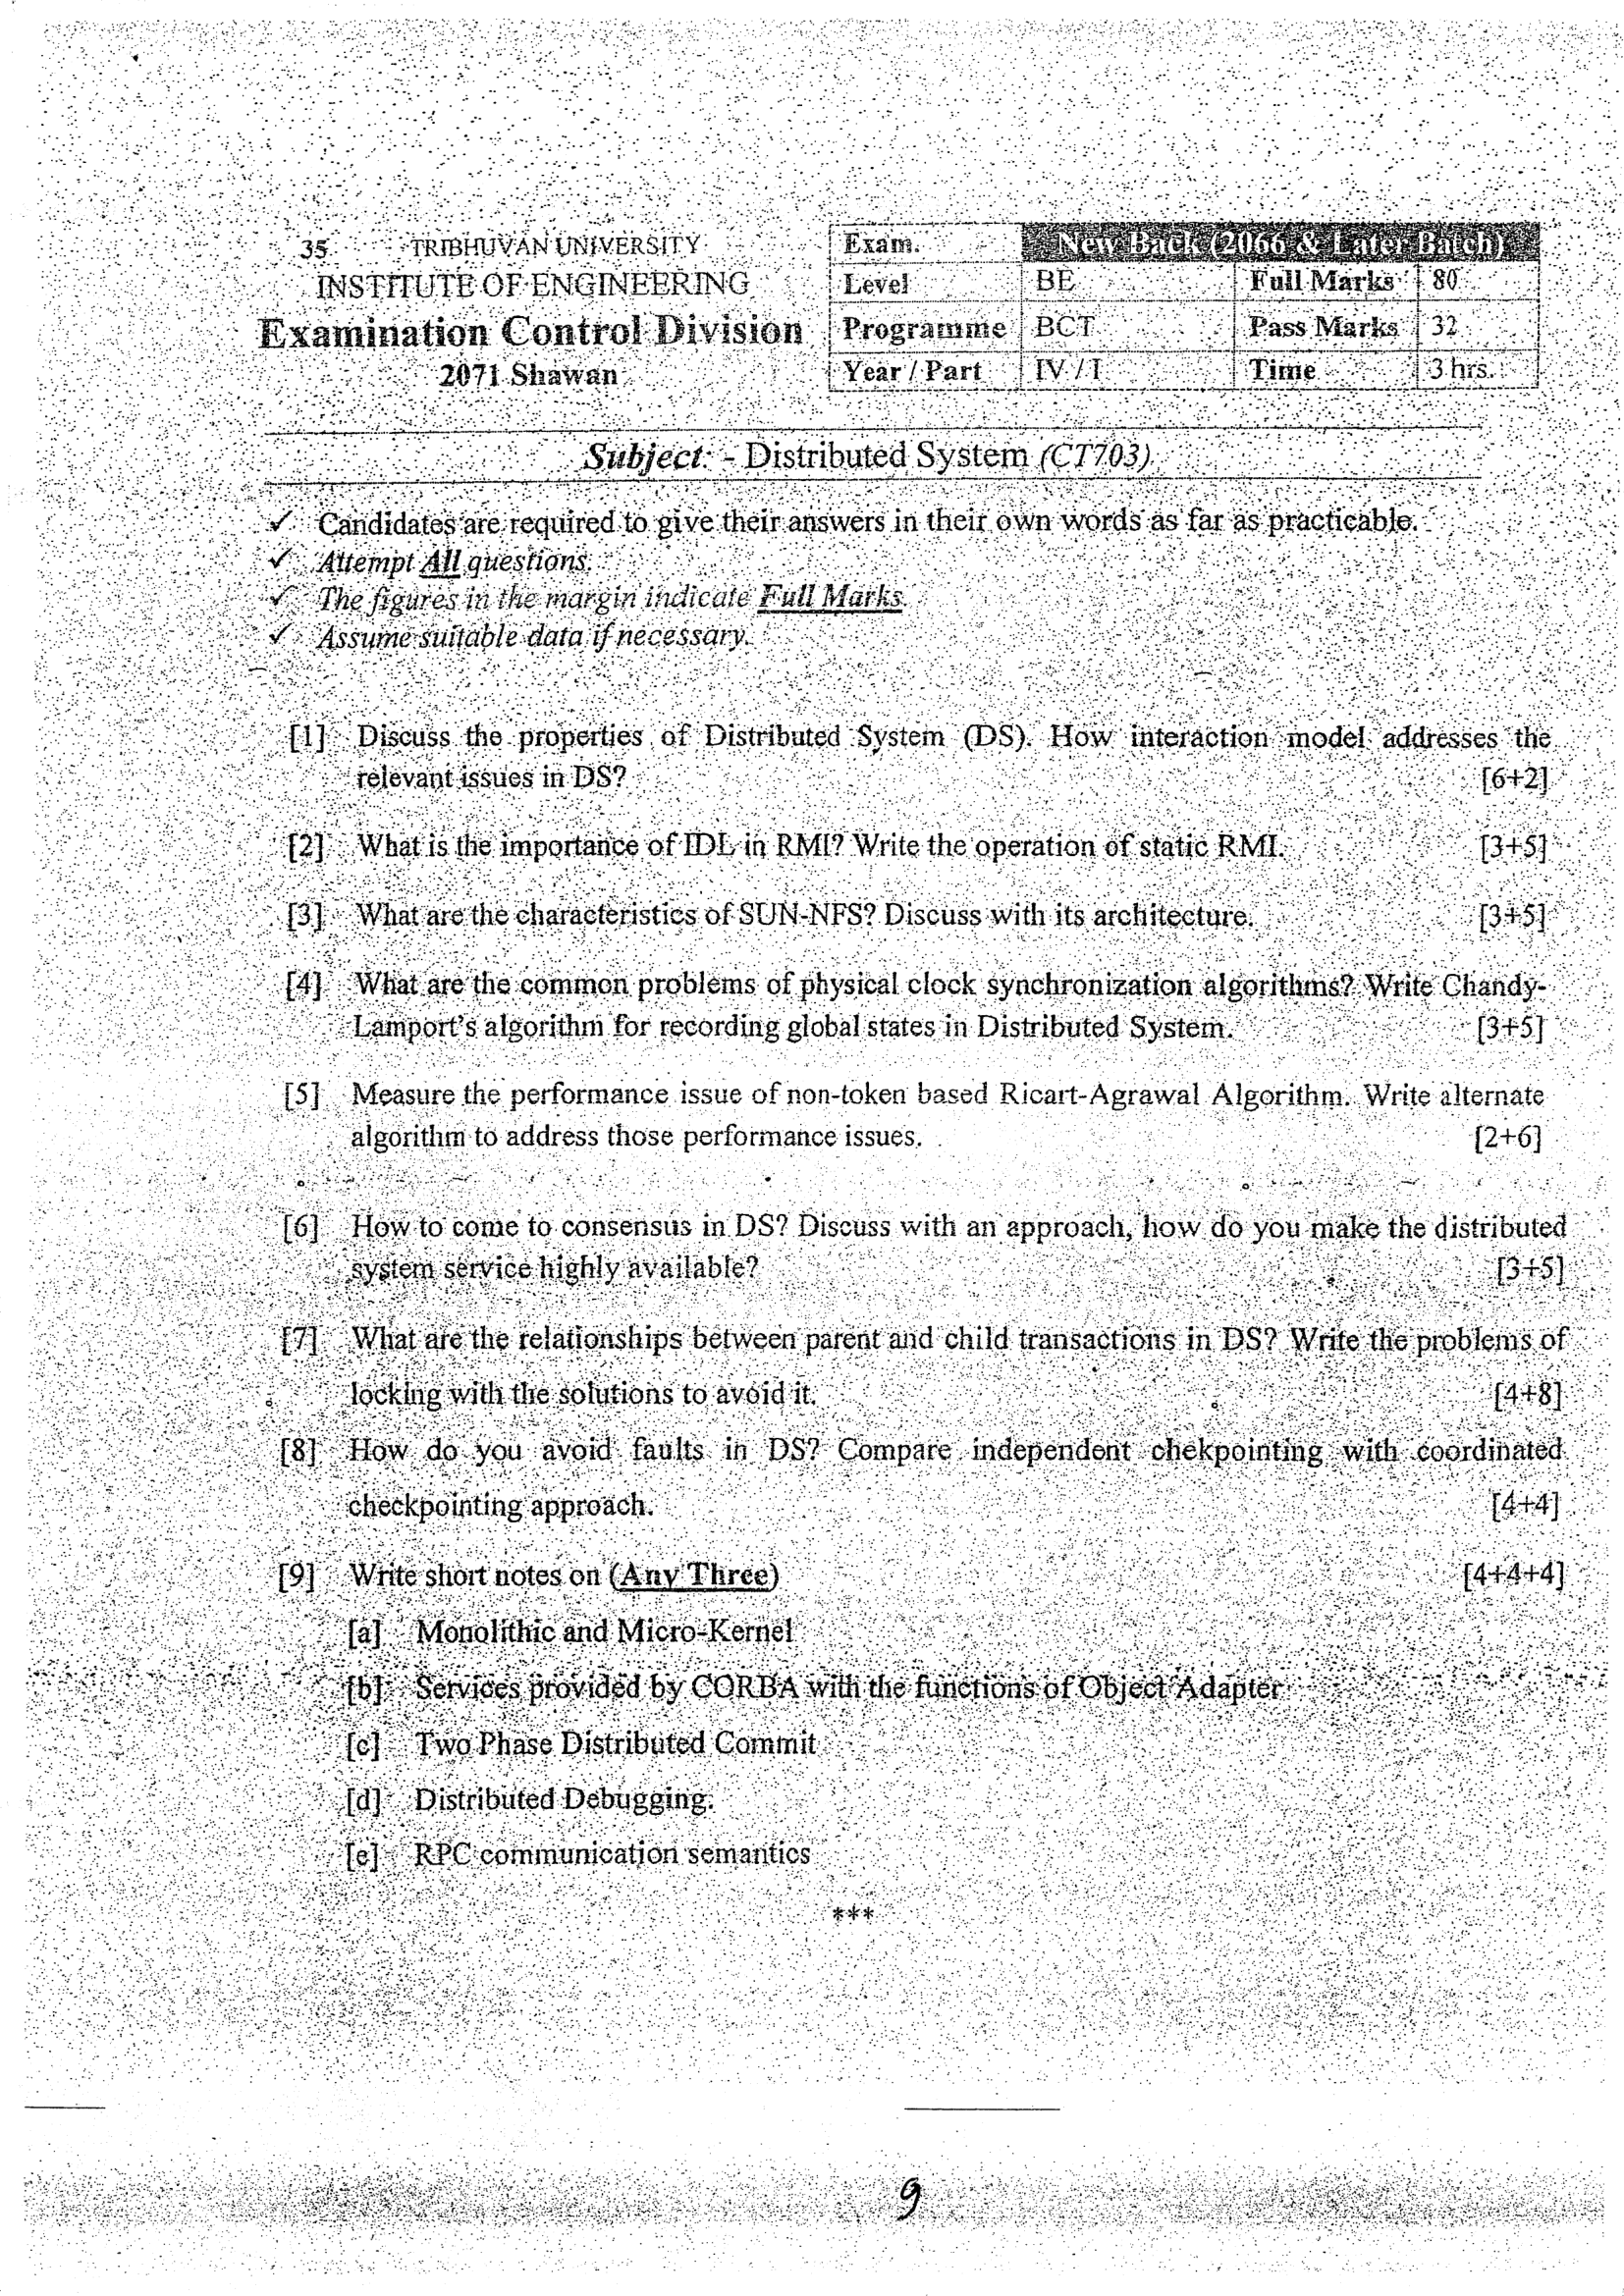 35 TRIBHUVAN UNIVERSITY
INSTITUTE OF ENGINEERING
Examination Control Division
2071 Shawan
Exam. New Back (2066 & Later Batch)
Level BE Full Marks 80
Programme BCT Pass Marks 32
Year / Part IV / I Time 3 hrs.
Subject: - Distributed System (CT703)
✓ Candidates are required to give their answers in their own words as far as practicable.
✓ Attempt All questions.
✓ The figures in the margin indicate Full Marks.
✓ Assume suitable data if necessary.
[1] Discuss the properties of Distributed System (DS). How interaction model addresses the
relevant issues in DS? [6+2]
[2] What is the importance of IDL in RMI? Write the operation of static RMI. [3+5]
[3] What are the characteristics of SUN-NFS? Discuss with its architecture. [3+5]
[4] What are the common problems of physical clock synchronization algorithms? Write Chandy-
Lamport's algorithm for recording global states in Distributed System. [3+5]
[5] Measure the performance issue of non-token based Ricart-Agrawal Algorithm. Write alternate
algorithm to address those performance issues. [2+6]
[6] How to come to consensus in DS? Discuss with an approach, how do you make the distributed
system service highly available? [3+5]
[7] What are the relationships between parent and child transactions in DS? Write the problems of
locking with the solutions to avoid it. [4+8]
[8] How do you avoid faults in DS? Compare independent chekpointing with coordinated
checkpointing approach. [4+4]
[9] Write short notes on (Any Three) [4+4+4]
[a] Monolithic and Micro-Kernel
[b] Services provided by CORBA with the functions of Object Adapter
[c] Two Phase Distributed Commit
[d] Distributed Debugging.
[e] RPC communication semantics
***
9